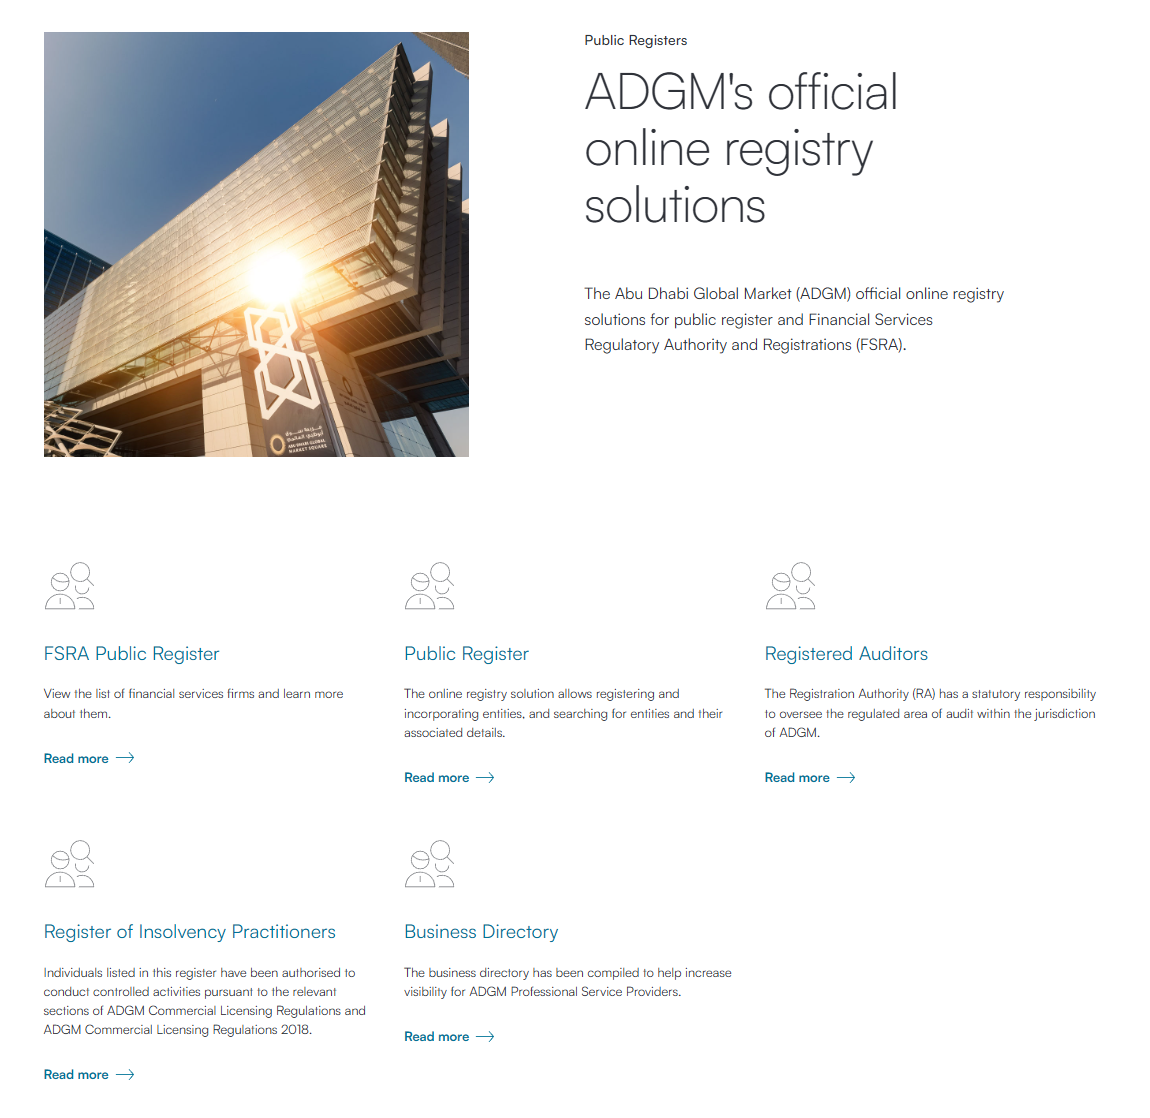 Public Registers
ADGM's official
online registry
solutions
The Abu Dhabi Global Market (ADGM) official online registry
solutions for public register and Financial Services
Regulatory Authority and Registrations (FSRA).
ABU DHABI GLOBAL
MARKET SQUARE
FSRA Public Register
View the list of financial services firms and learn more
about them.
Read more
Public Register
The online registry solution allows registering and
incorporating entities, and searching for entities and their
associated details.
Read more
Registered Auditors
The Registration Authority (RA) has a statutory responsibility
to oversee the regulated area of audit within the jurisdiction
of ADGM.
Read more
Register of Insolvency Practitioners
Individuals listed in this register have been authorised to
conduct controlled activities pursuant to the relevant
sections of ADGM Commercial Licensing Regulations and
ADGM Commercial Licensing Regulations 2018.
Read more
Business Directory
The business directory has been compiled to help increase
visibility for ADGM Professional Service Providers.
Read more